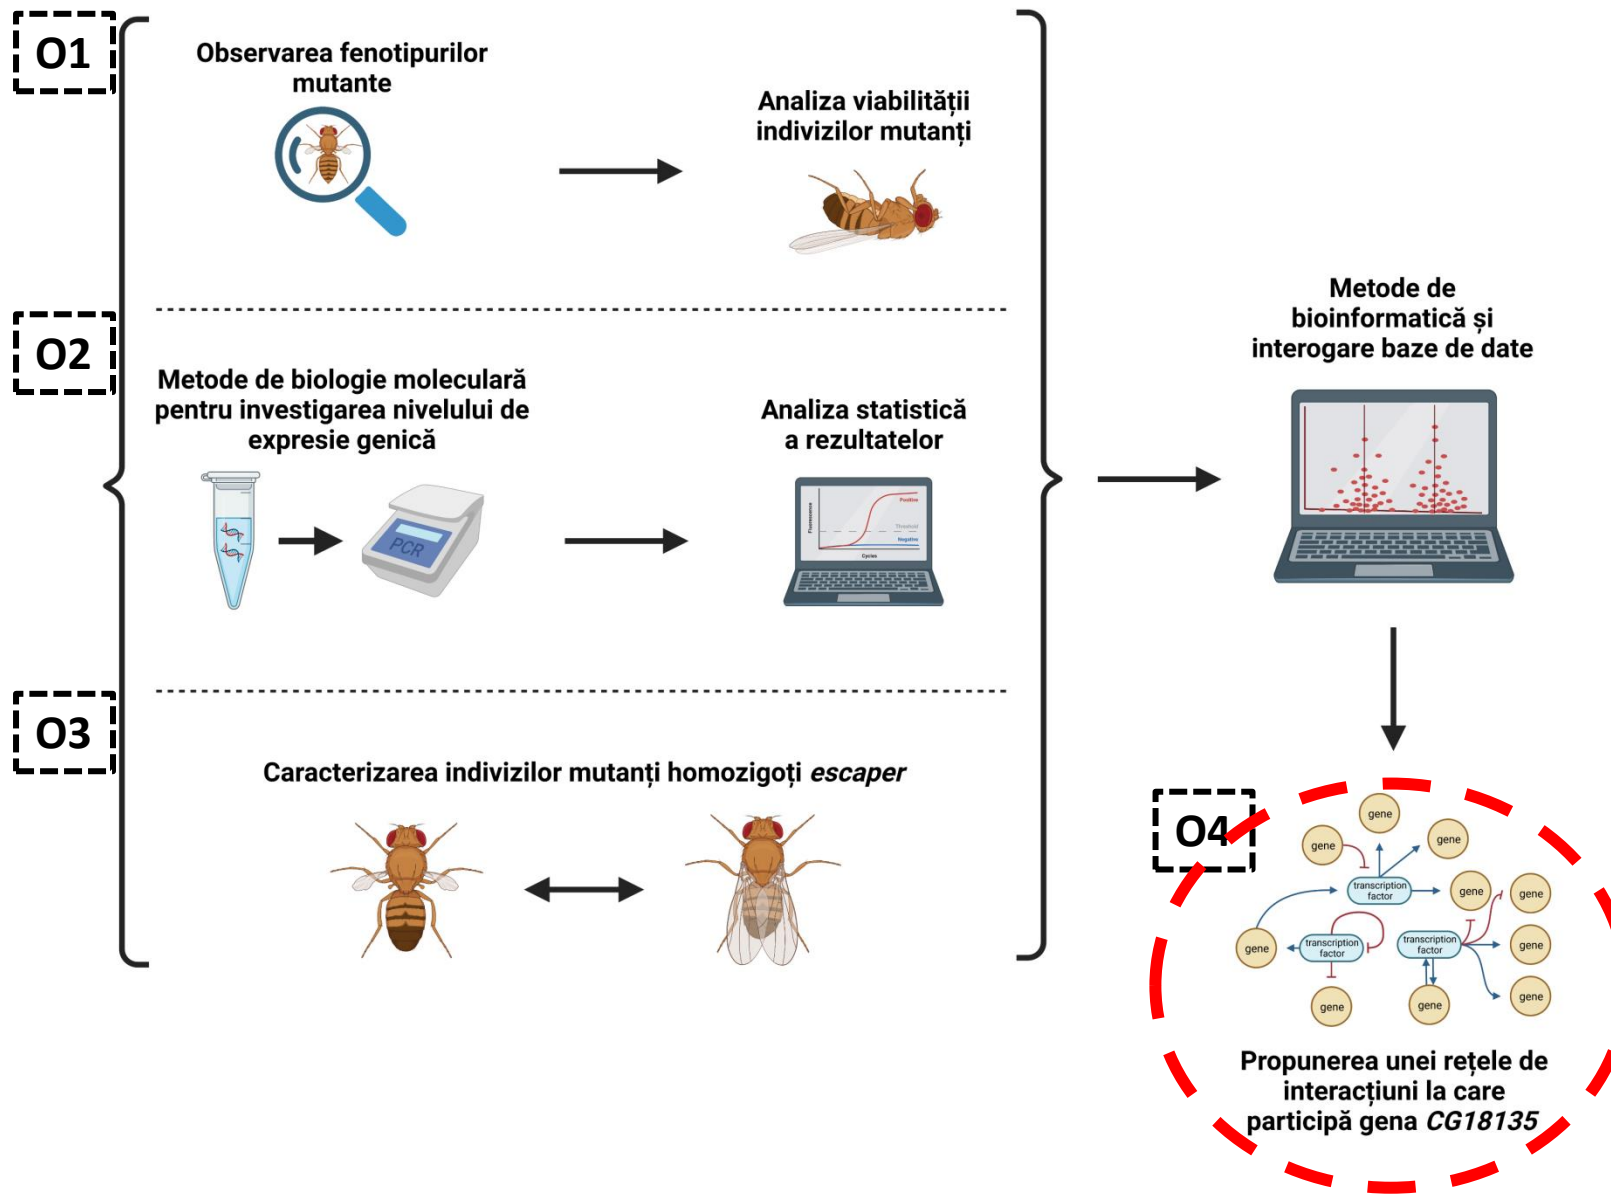 O1
Observarea fenotipurilor
mutante
Analiza viabilității
indivizilor mutanți
O2
Metode de biologie moleculară
pentru investigarea nivelului de
expresie genică
PCR
Analiza statistică
a rezultatelor
Fluorescence
Positive
Threshold
Negative
Cycles
O3
Caracterizarea indivizilor mutanți homozigoți escaper
Metode de
bioinformatică și
interogare baze de date
O4
gene
gene
gene
transcription
factor
gene
gene
gene
transcription
factor
transcription
factor
gene
gene
gene
gene
Propunerea unei rețele de
interacțiuni la care
participă gena CG18135